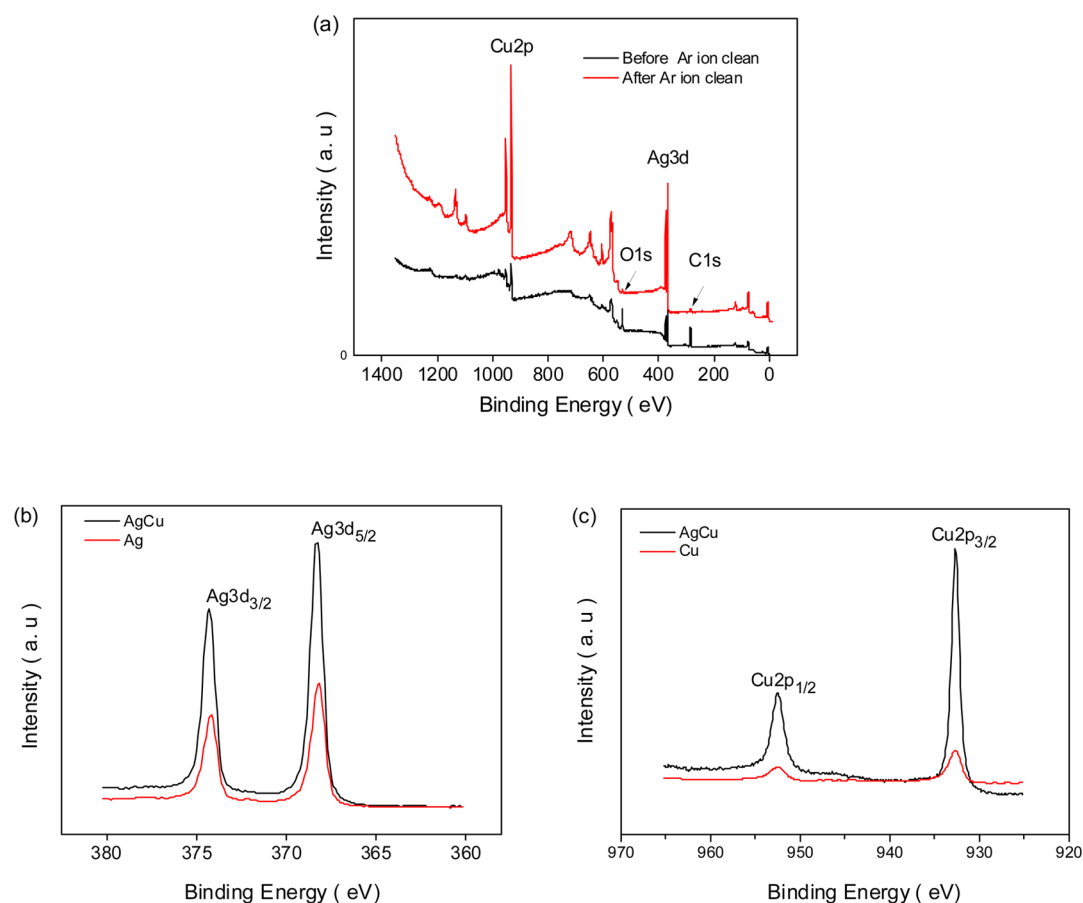 (a)
Cu2p
Before Ar ion clean
After Ar ion clean
Ag3d
O1s
C1s
Intensity ( a. u )
0
1400 1200 1000 800 600 400 200 0
Binding Energy ( eV)
(b)
AgCu
Ag
Ag3d5/2
Ag3d3/2
Intensity ( a. u )
380 375 370 365 360
Binding Energy ( eV)
(c)
AgCu
Cu
Cu2p3/2
Cu2p1/2
Intensity ( a. u )
970 960 950 940 930 920
Binding Energy ( eV)